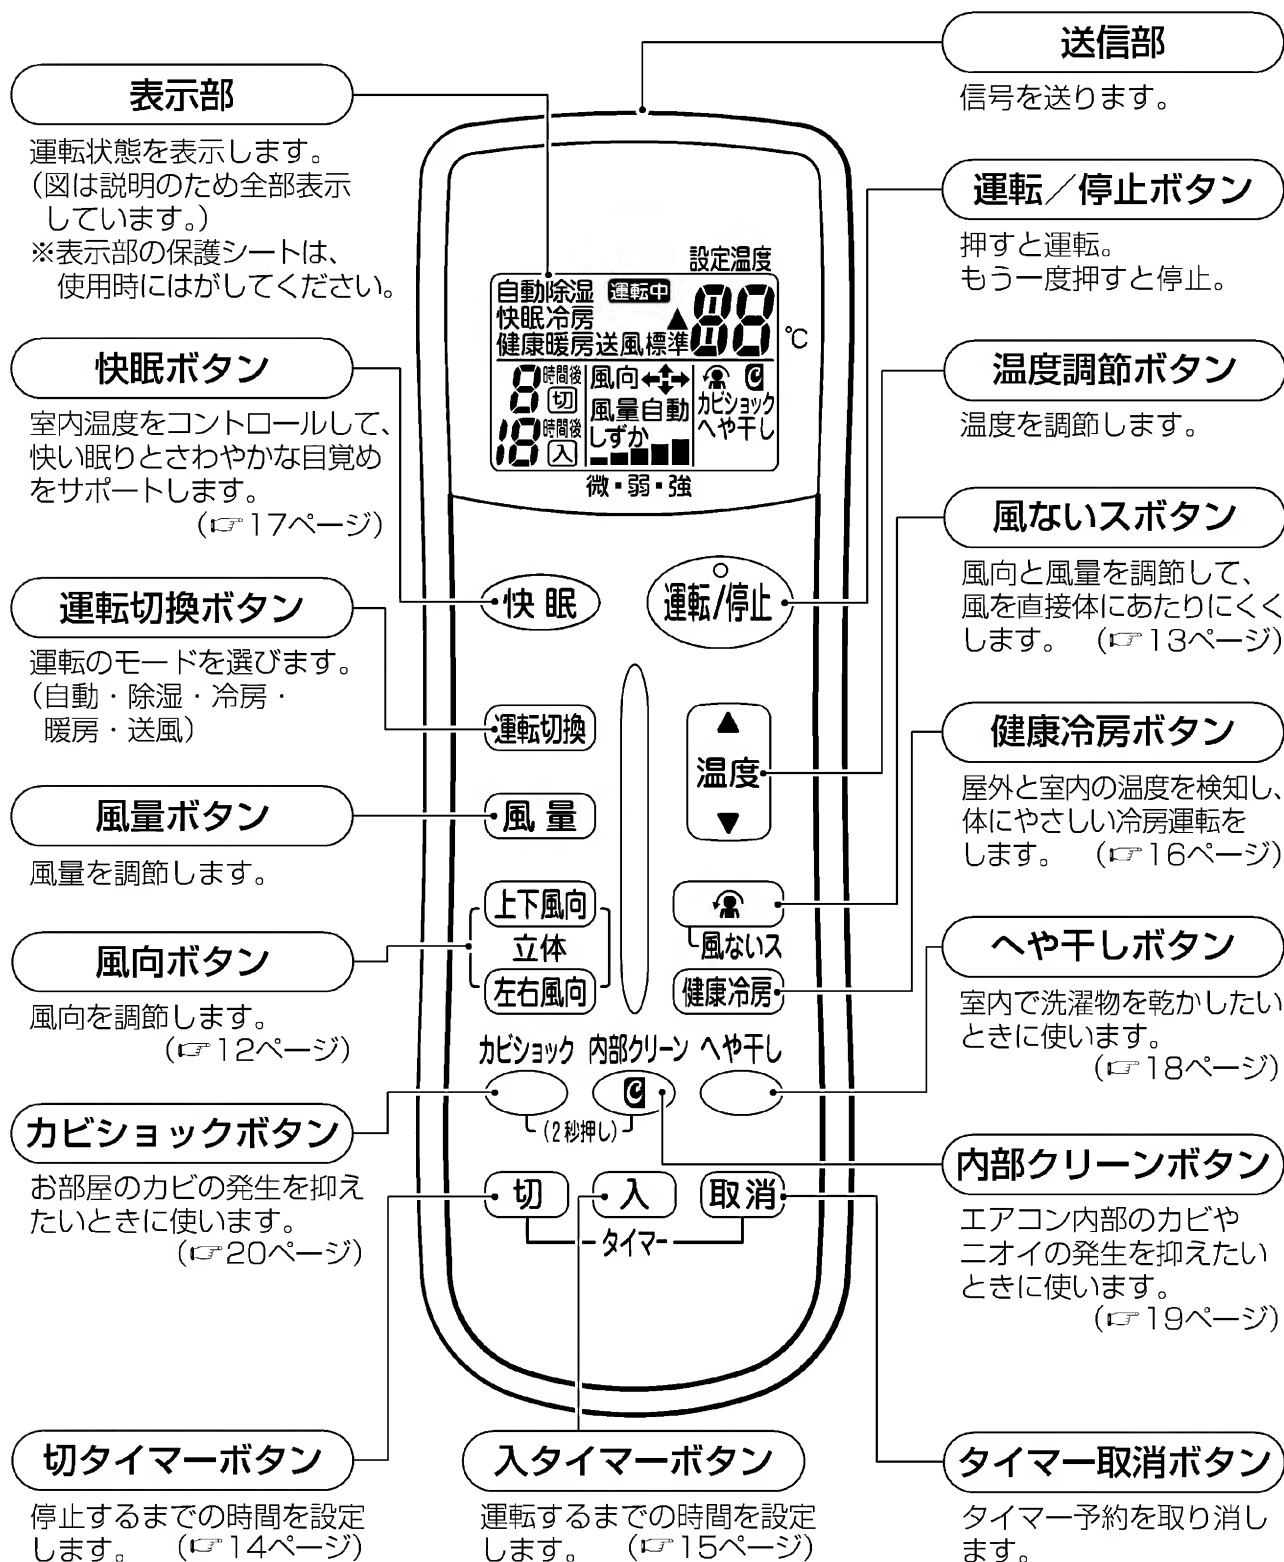 送信部
信号を送ります。
表示部
運転状態を表示します。
(図は説明のため全部表示
しています。)
※表示部の保護シートは、
使用時にはがしてください。
運転／停止ボタン
押すと運転。
もう一度押すと停止。
快眠ボタン
室内温度をコントロールして、
快い眠りとさわやかな目覚め
をサポートします。
(☞17ページ)
温度調節ボタン
温度を調節します。
運転切換ボタン
運転のモードを選びます。
(自動・除湿・冷房・
暖房・送風)
風ないスボタン
風向と風量を調節して、
風を直接体にあたりにくく
します。 (☞13ページ)
風量ボタン
風量を調節します。
健康冷房ボタン
屋外と室内の温度を検知し、
体にやさしい冷房運転を
します。 (☞16ページ)
風向ボタン
風向を調節します。
(☞12ページ)
へや干しボタン
室内で洗濯物を乾かしたい
ときに使います。
(☞18ページ)
カビショックボタン
お部屋のカビの発生を抑え
たいときに使います。
(☞20ページ)
内部クリーンボタン
エアコン内部のカビや
ニオイの発生を抑えたい
ときに使います。
(☞19ページ)
切タイマーボタン
停止するまでの時間を設定
します。 (☞14ページ)
入タイマーボタン
運転するまでの時間を設定
します。 (☞15ページ)
タイマー取消ボタン
タイマー予約を取り消し
ます。
設定温度
自動除湿 運転中
快眠冷房 ▲88 ℃
健康暖房送風標準
8時間後 切
18時間後 入
風向
風量自動
しずか
C
カビショック
へや干し
微・弱・強
快眠
運転/停止
運転切換
▲
温度
▼
風量
上下風向
立体
左右風向
風ないス
健康冷房
カビショック 内部クリーン へや干し
C
(2秒押し)
切 入 取消
タイマー